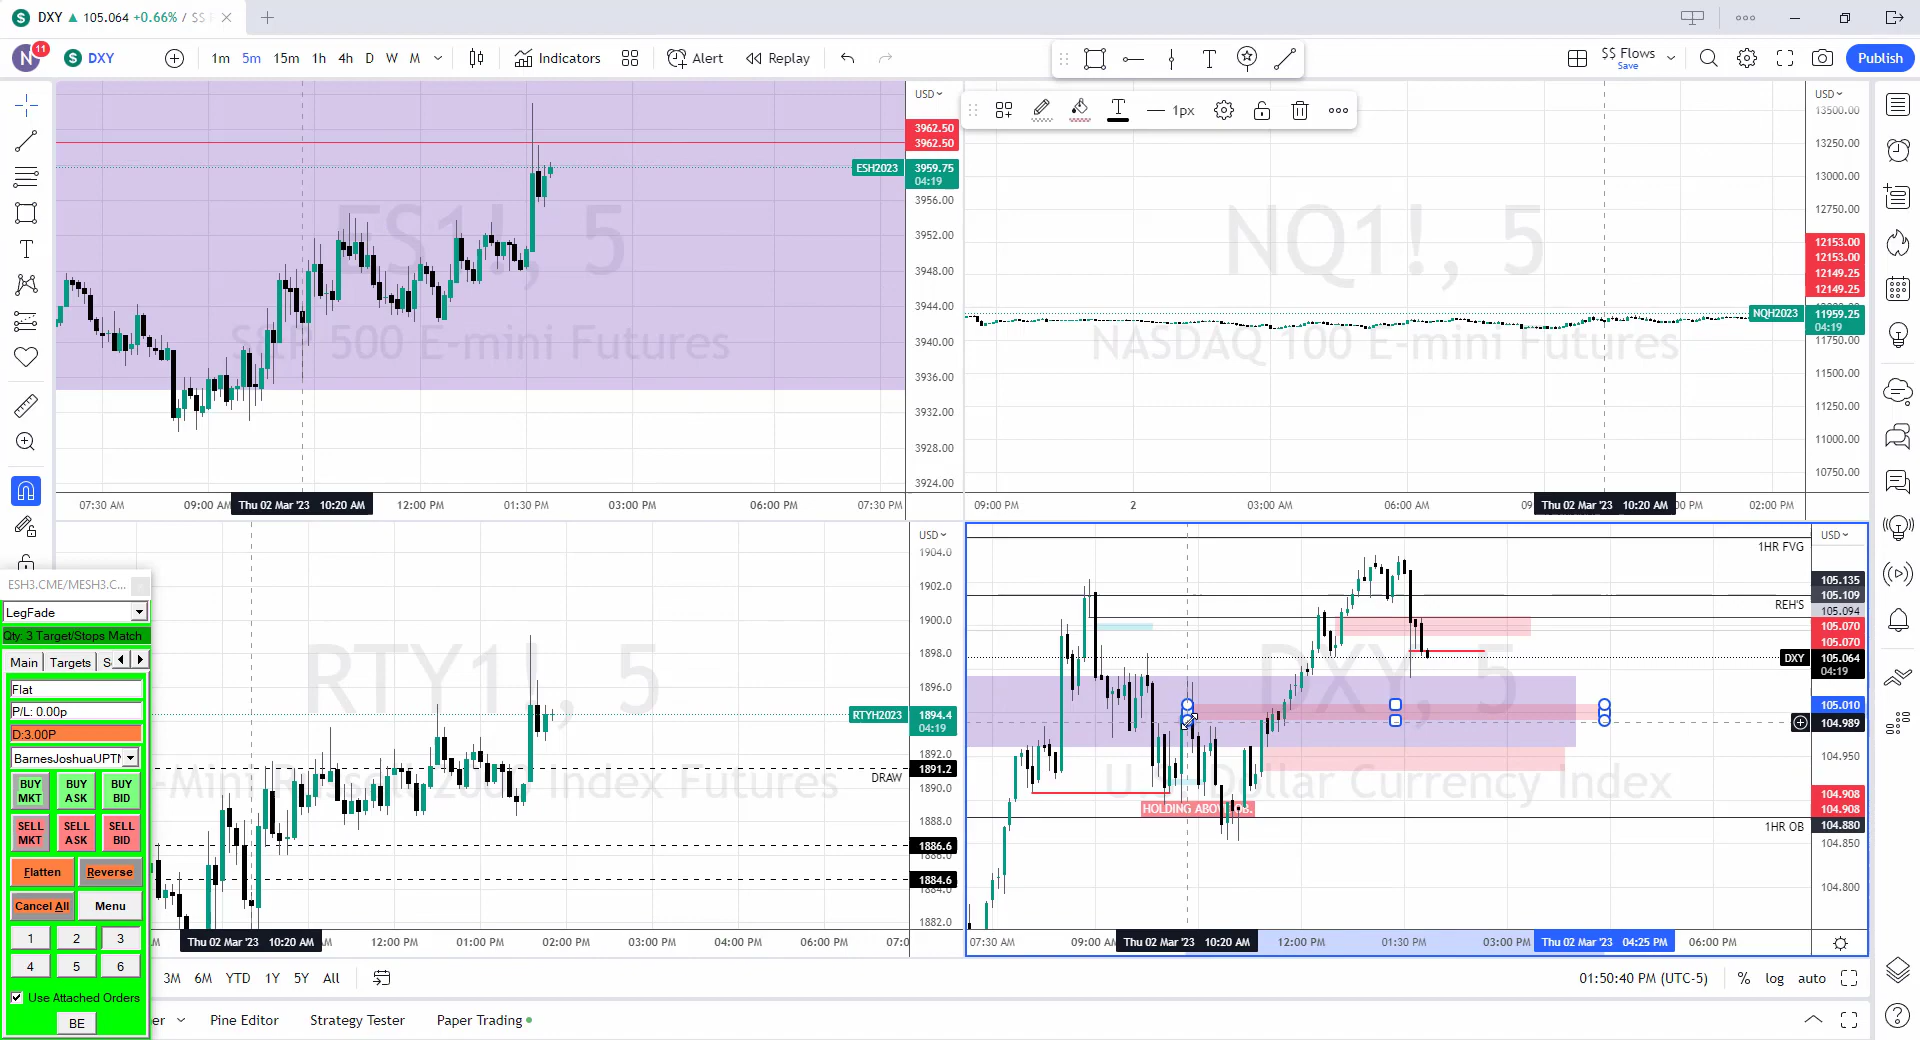 DXY ▲ 105.064 +0.66% / $$
N 11 DXY 1m 5m 15m 1h 4h D W M Indicators Alert Replay
$$ Flows
Save
Publish
1px
USD
3962.50
3962.50
ESH2023 3959.75
04:19
3956.00
3952.00
3948.00
3944.00
3940.00
3936.00
3932.00
3928.00
3924.00
ES1!, 5
S&P 500 E-mini Futures
07:30 AM 09:00 AM Thu 02 Mar '23 10:20 AM 12:00 PM 01:30 PM 03:00 PM 06:00 PM 07:30 PM
USD
13500.00
13250.00
13000.00
12750.00
12500.00
12153.00
12153.00
12149.25
12149.25
NQH2023 11959.25
04:19
11750.00
11500.00
11250.00
11000.00
10750.00
NQ1!, 5
NASDAQ 100 E-mini Futures
09:00 PM 2 03:00 AM 06:00 AM Thu 02 Mar '23 10:20 AM 02:00 PM
USD
1904.0
1902.0
1900.0
1898.0
1896.0
RTYH2023 1894.4
04:19
1892.0
1891.2
DRAW
1890.0
1888.0
1886.6
1884.6
1882.0
RTY1!, 5
E-Mini Russell 2000 Index Futures
Thu 02 Mar '23 10:20 AM 12:00 PM 01:00 PM 02:00 PM 03:00 PM 04:00 PM 06:00 PM 07:0
USD
1HR FVG
105.135
105.109
REH'S
105.094
105.070
105.070
DXY 105.064
04:19
105.010
104.989
104.950
104.908
104.908
104.880
1HR OB
104.850
104.800
DXY, 5
U.S. Dollar Currency Index
07:30 AM 09:00 Thu 02 Mar '23 10:20 AM 12:00 PM 01:30 PM 03:00 PM Thu 02 Mar '23 04:25 PM 06:00 PM
ESH3.CME/MESH3.C...
LegFade
Qty: 3 Target/Stops Match
Main Targets S
Flat
P/L: 0.00p
D:3.00P
BUY MKT BUY ASK BUY BID
SELL MKT SELL ASK SELL BID
Flatten Reverse
Cancel All Menu
1 2 3
4 5 6
Use Attached Orders
BE
3M 6M YTD 1Y 5Y All
01:50:40 PM (UTC-5) % log auto
er Pine Editor Strategy Tester Paper Trading